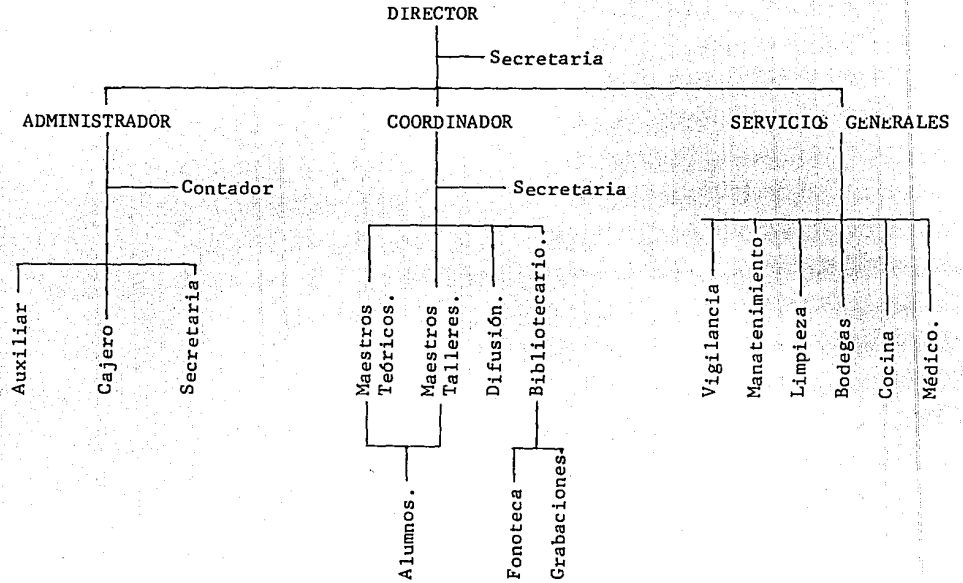 DIRECTOR
Secretaria
ADMINISTRADOR
COORDINADOR
SERVICIOS GENERALES
Contador
Secretaria
Auxiliar
Cajero
Secretaria
Maestros
Teóricos.
Maestros
Talleres.
Difusión.
Bibliotecario.
Vigilancia
Manatenimiento
Limpieza
Bodegas
Cocina
Médico.
Alumnos.
Fonoteca
Grabaciones